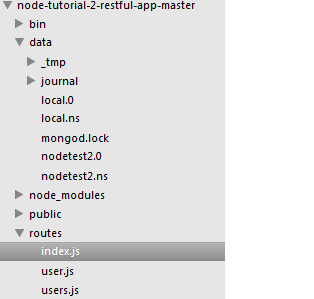 node-tutorial-2-restful-app-master
bin
data
_tmp
journal
local.0
local.ns
mongod.lock
nodetest2.0
nodetest2.ns
node_modules
public
routes
index.js
user.js
users.js